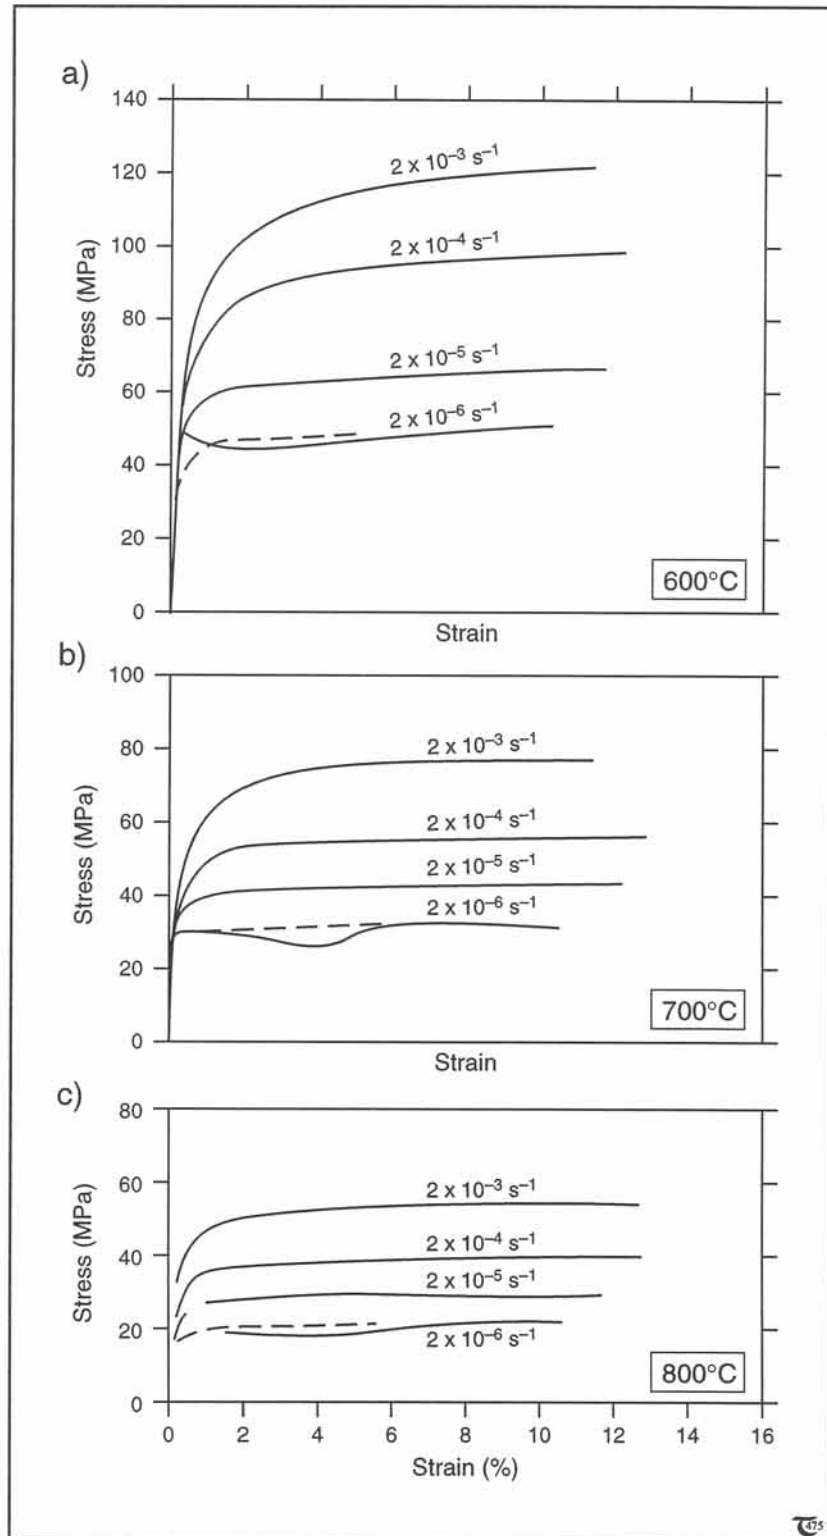 a)
140
120
100
80
60
40
20
0
Stress (MPa)
2 x 10⁻³ s⁻¹
2 x 10⁻⁴ s⁻¹
2 x 10⁻⁵ s⁻¹
2 x 10⁻⁶ s⁻¹
600°C
Strain
b)
100
80
60
40
20
0
Stress (MPa)
2 x 10⁻³ s⁻¹
2 x 10⁻⁴ s⁻¹
2 x 10⁻⁵ s⁻¹
2 x 10⁻⁶ s⁻¹
700°C
Strain
c)
80
60
40
20
0
Stress (MPa)
2 x 10⁻³ s⁻¹
2 x 10⁻⁴ s⁻¹
2 x 10⁻⁵ s⁻¹
2 x 10⁻⁶ s⁻¹
800°C
0 2 4 6 8 10 12 14 16
Strain (%)
475